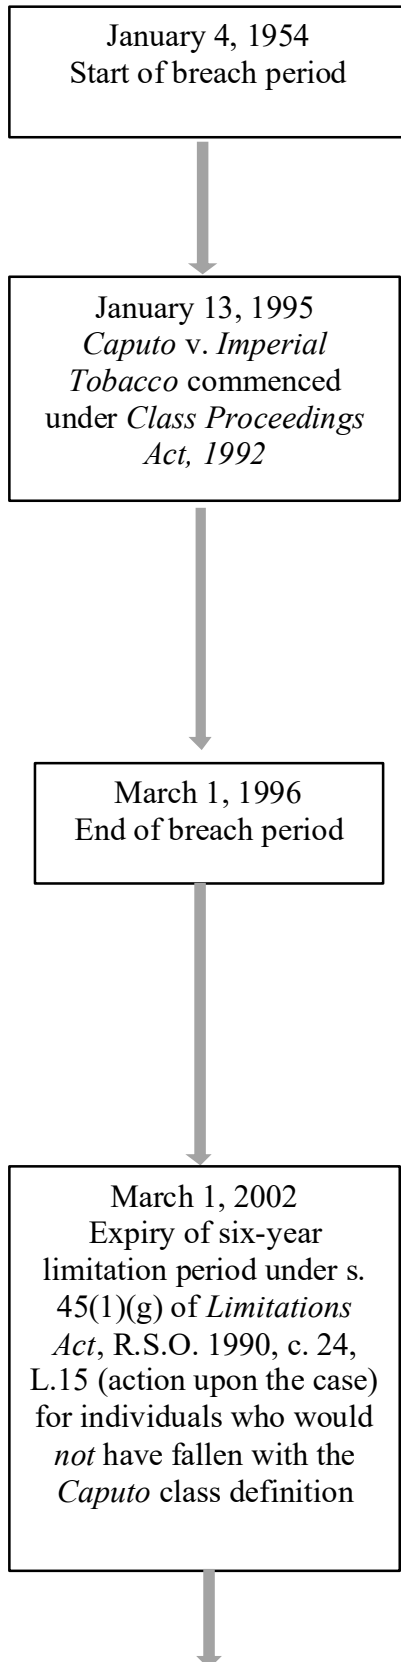 January 4, 1954
Start of breach period
January 13, 1995
Caputo v. Imperial
Tobacco commenced
under Class Proceedings
Act, 1992
March 1, 1996
End of breach period
March 1, 2002
Expiry of six-year
limitation period under s.
45(1)(g) of Limitations
Act, R.S.O. 1990, c. 24,
L.15 (action upon the case)
for individuals who would
not have fallen with the
Caputo class definition